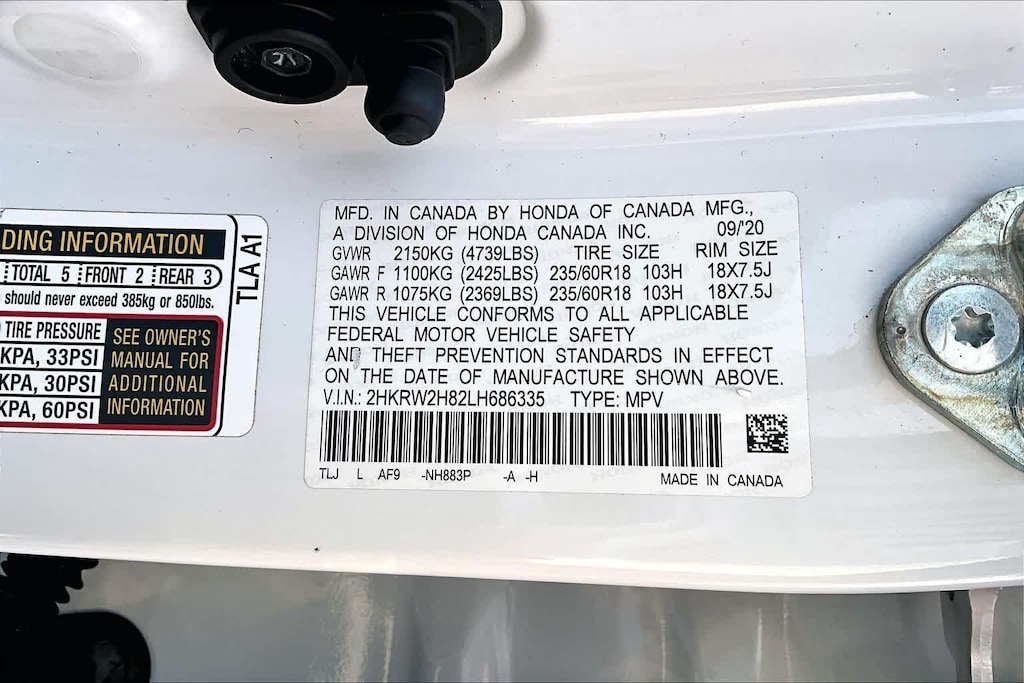 DING INFORMATION
TOTAL 5 FRONT 2 REAR 3
should never exceed 385kg or 850lbs.
TIRE PRESSURE
KPA, 33PSI
KPA, 30PSI
KPA, 60PSI
SEE OWNER'S
MANUAL FOR
ADDITIONAL
INFORMATION
TLA A1
MFD. IN CANADA BY HONDA OF CANADA MFG.,
A DIVISION OF HONDA CANADA INC. 09/'20
GVWR 2150KG (4739LBS) TIRE SIZE RIM SIZE
GAWR F 1100KG (2425LBS) 235/60R18 103H 18X7.5J
GAWR R 1075KG (2369LBS) 235/60R18 103H 18X7.5J
THIS VEHICLE CONFORMS TO ALL APPLICABLE
FEDERAL MOTOR VEHICLE SAFETY
AND THEFT PREVENTION STANDARDS IN EFFECT
ON THE DATE OF MANUFACTURE SHOWN ABOVE.
V.I.N.: 2HKRW2H82LH686335 TYPE: MPV
TLJ L AF9 -NH883P -A -H MADE IN CANADA